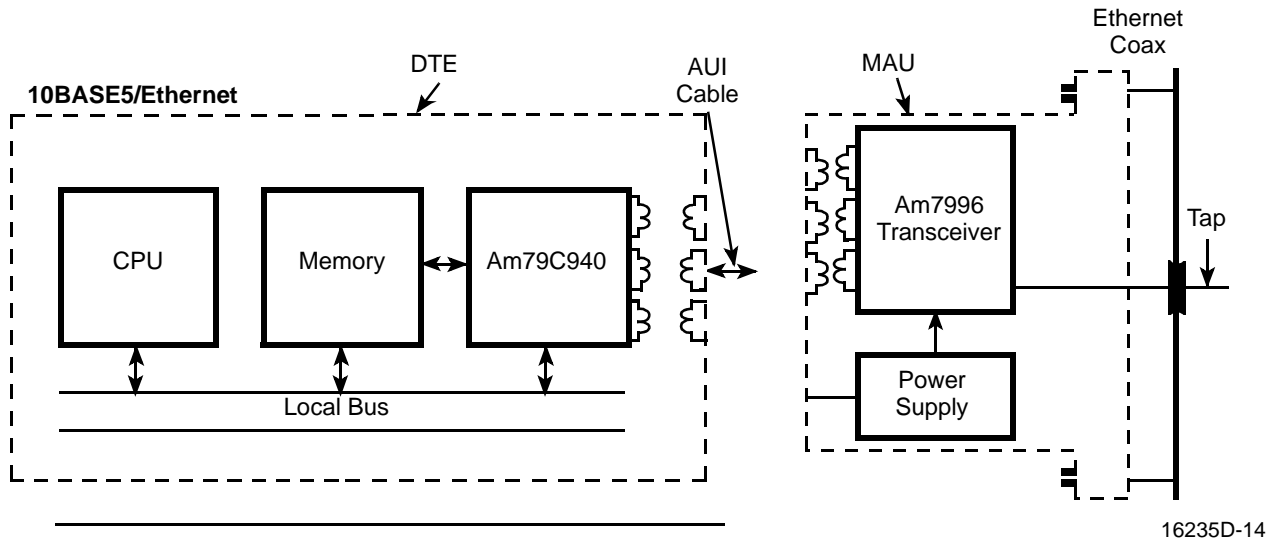 Ethernet
Coax
DTE
AUI
Cable
MAU
10BASE5/Ethernet
CPU
Memory
Am79C940
Am7996
Transceiver
Tap
Power
Supply
Local Bus
16235D-14